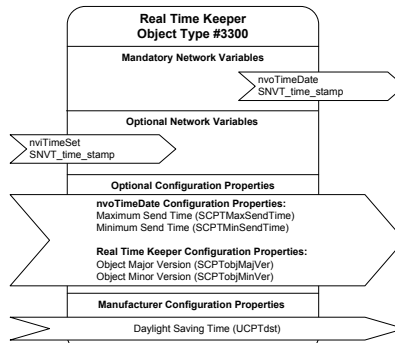 Real Time Keeper
Object Type #3300
Mandatory Network Variables
nvoTimeDate
SNVT_time_stamp
Optional Network Variables
nviTimeSet
SNVT_time_stamp
Optional Configuration Properties
nvoTimeDate Configuration Properties:
Maximum Send Time (SCPTMaxSendTime)
Minimum Send Time (SCPTMinSendTime)
Real Time Keeper Configuration Properties:
Object Major Version (SCPTobjMajVer)
Object Minor Version (SCPTobjMinVer)
Manufacturer Configuration Properties
Daylight Saving Time (UCPTdst)